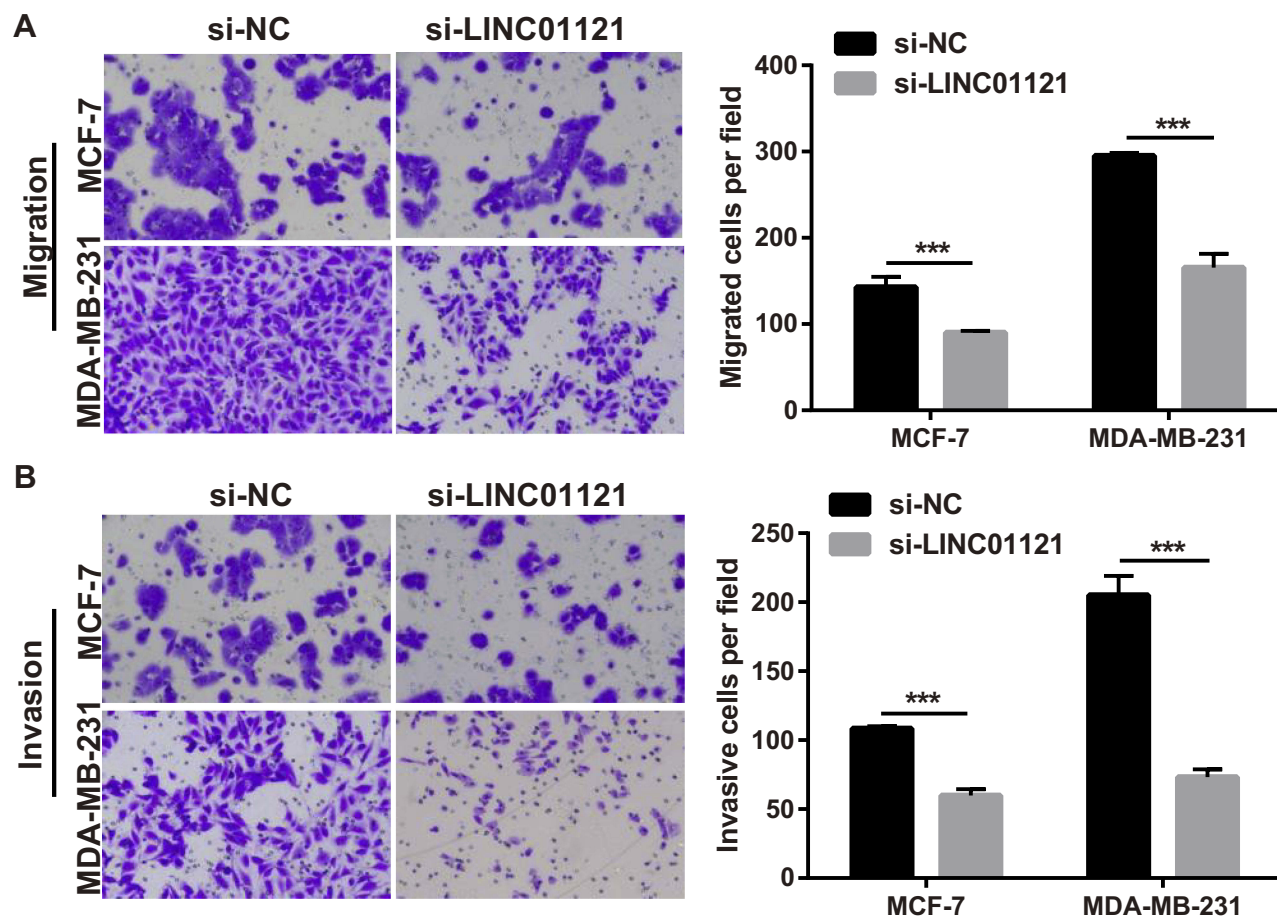 A
si-NC
si-LINC01121
Migration
MCF-7
MDA-MB-231
si-NC
si-LINC01121
Migrated cells per field
400
300
200
100
0
***
***
MCF-7
MDA-MB-231
B
si-NC
si-LINC01121
Invasion
MCF-7
MDA-MB-231
si-NC
si-LINC01121
Invasive cells per field
250
200
150
100
50
0
***
***
MCF-7
MDA-MB-231